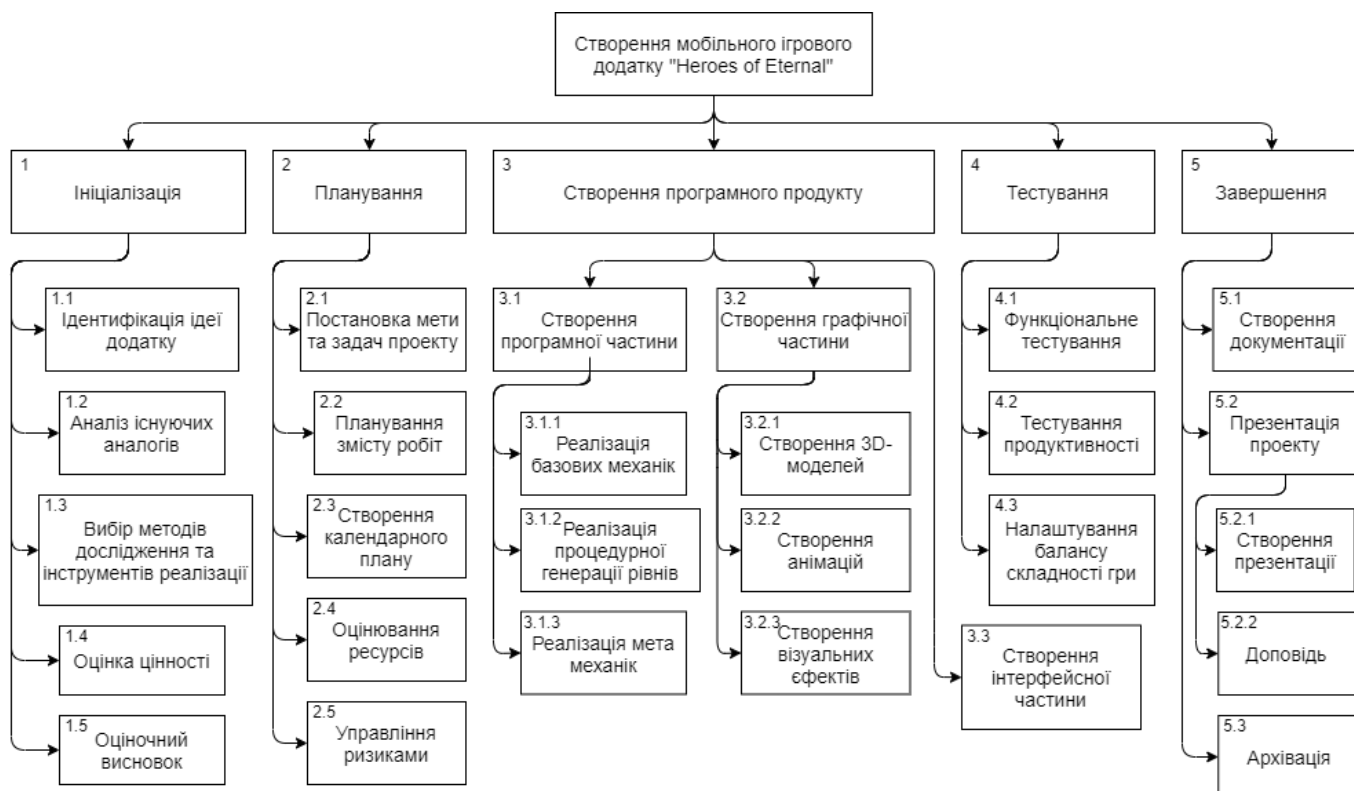 Створення мобільного ігрового
додатку "Heroes of Eternal"
1
Ініціалізація
2
Планування
3
Створення програмного продукту
4
Тестування
5
Завершення
1.1
Ідентифікація ідеї
додатку
1.2
Аналіз існуючих
аналогів
1.3
Вибір методів
дослідження та
інструментів реалізації
1.4
Оцінка цінності
1.5
Оціночний
висновок
2.1
Постановка мети
та задач проекту
2.2
Планування
змісту робіт
2.3
Створення
календарного
плану
2.4
Оцінювання
ресурсів
2.5
Управління
ризиками
3.1
Створення
програмної частини
3.1.1
Реалізація
базових механік
3.1.2
Реалізація
процедурної
генерації рівнів
3.1.3
Реалізація мета
механік
3.2
Створення графічної
частини
3.2.1
Створення 3D-
моделей
3.2.2
Створення
анімацій
3.2.3
Створення
візуальних
єфектів
3.3
Створення
інтерфейсної
частини
4.1
Функціональне
тестування
4.2
Тестування
продуктивності
4.3
Налаштування
балансу
складності гри
5.1
Створення
документації
5.2
Презентація
проекту
5.2.1
Створення
презентації
5.2.2
Доповідь
5.3
Архівація